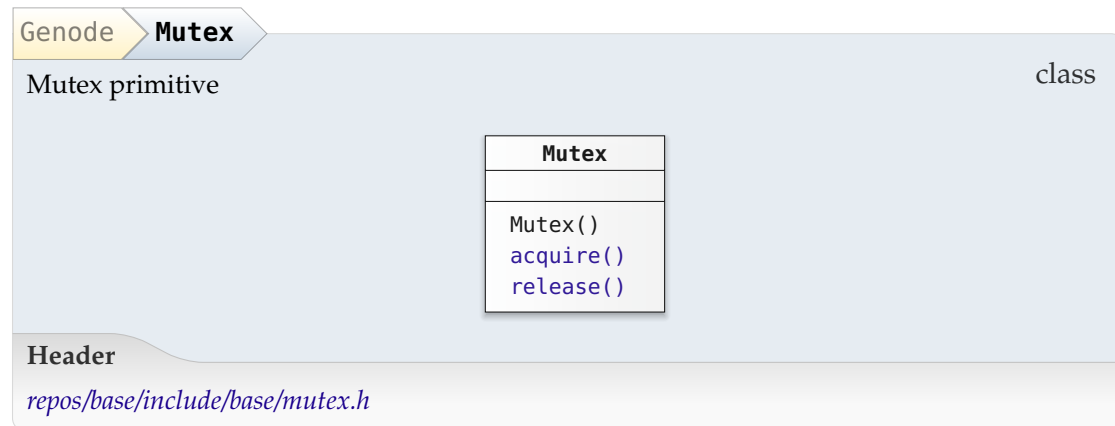 Genode Mutex
Mutex primitive
class
Mutex
Mutex()
acquire()
release()
Header
repos/base/include/base/mutex.h